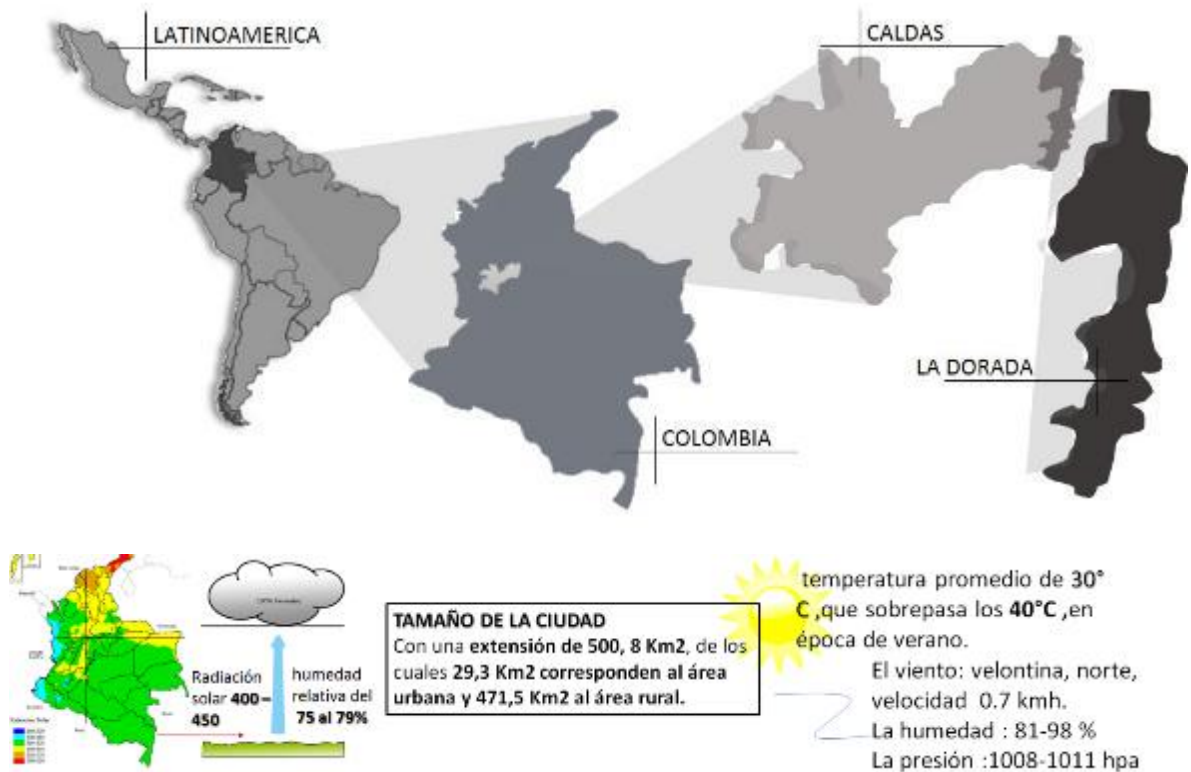 LATINOAMERICA
CALDAS
LA DORADA
COLOMBIA
TAMAÑO DE LA CIUDAD
Con una extensión de 500, 8 Km2, de los
cuales 29,3 Km2 corresponden al área
urbana y 471,5 Km2 al área rural.
Radiación
solar 400 –
450
humedad
relativa del
75 al 79%
temperatura promedio de 30°
C ,que sobrepasa los 40°C ,en
época de verano.
El viento: velontina, norte,
velocidad 0.7 kmh.
La humedad : 81-98 %
La presión :1008-1011 hpa